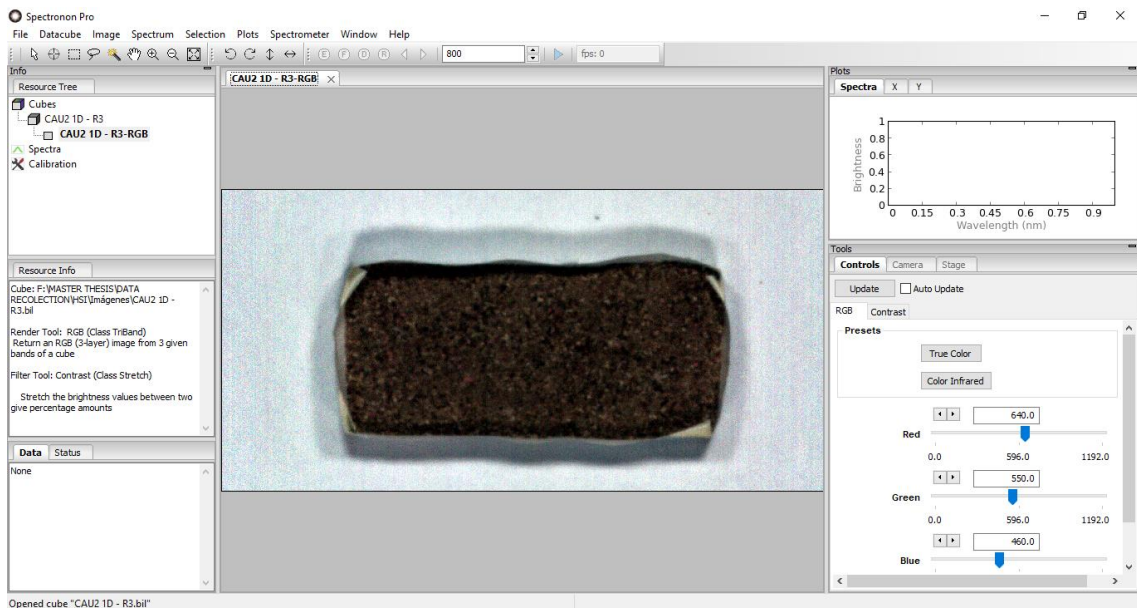 Spectronon Pro
File Datacube Image Spectrum Selection Plots Spectrometer Window Help
E F D R 800 fps: 0
Info
Resource Tree
Cubes
CAU2 1D - R3
CAU2 1D - R3-RGB
Spectra
Calibration
Resource Info
Cube: F:\MASTER THESIS\DATA
RECOLECTION\HSI\Imágenes\CAU2 1D -
R3.bil
Render Tool: RGB (Class TriBand)
Return an RGB (3-layer) image from 3 given
bands of a cube
Filter Tool: Contrast (Class Stretch)
Stretch the brightness values between two
give percentage amounts
Data Status
None
CAU2 1D - R3-RGB
Plots
Spectra X Y
1
0.8
0.6
0.4
0.2
0
Brightness
0 0.15 0.3 0.45 0.6 0.75 0.9
Wavelength (nm)
Tools
Controls Camera Stage
Update Auto Update
RGB Contrast
Presets
True Color
Color Infrared
640.0
Red
0.0 596.0 1192.0
550.0
Green
0.0 596.0 1192.0
460.0
Blue
Opened cube "CAU2 1D - R3.bil"